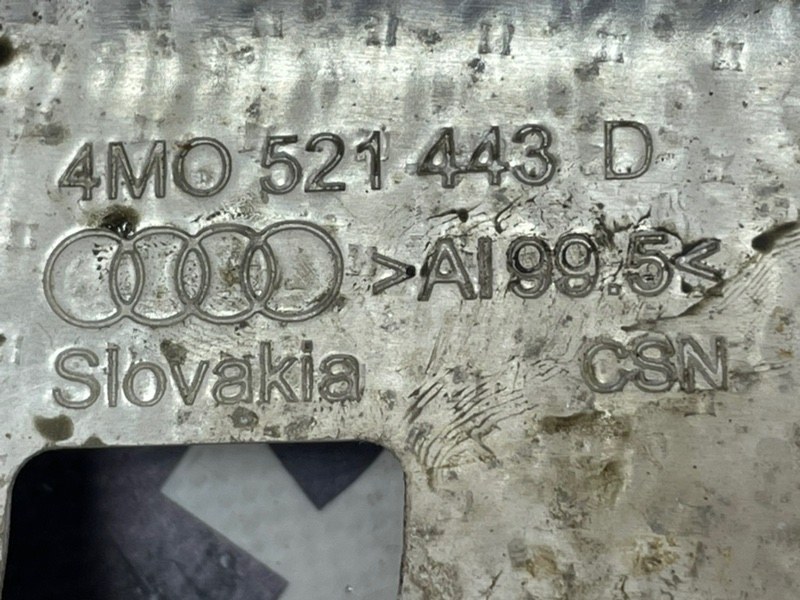 4M0 521 443 D
>Al99.5<
Slovakia CSN